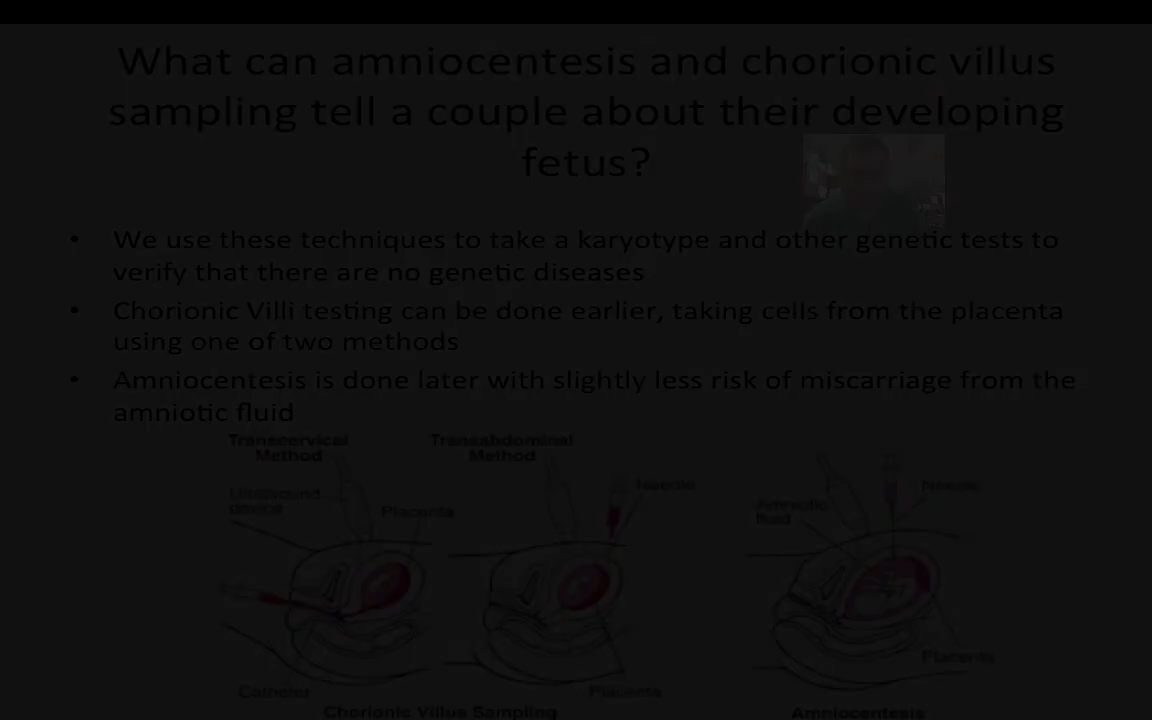 What can amniocentesis and chorionic villus
sampling tell a couple about their developing
fetus?
• We use these techniques to take a karyotype and other genetic tests to
verify that there are no genetic diseases
• Chorionic Villi testing can be done earlier, taking cells from the placenta
using one of two methods
• Amniocentesis is done later with slightly less risk of miscarriage from the
amniotic fluid
Transcervical
Method
Transabdominal
Method
Ultrasound
device
Placenta
Needle
Amniotic
fluid
Needle
Catheter
Placenta
Placenta
Chorionic Villus Sampling
Amniocentesis